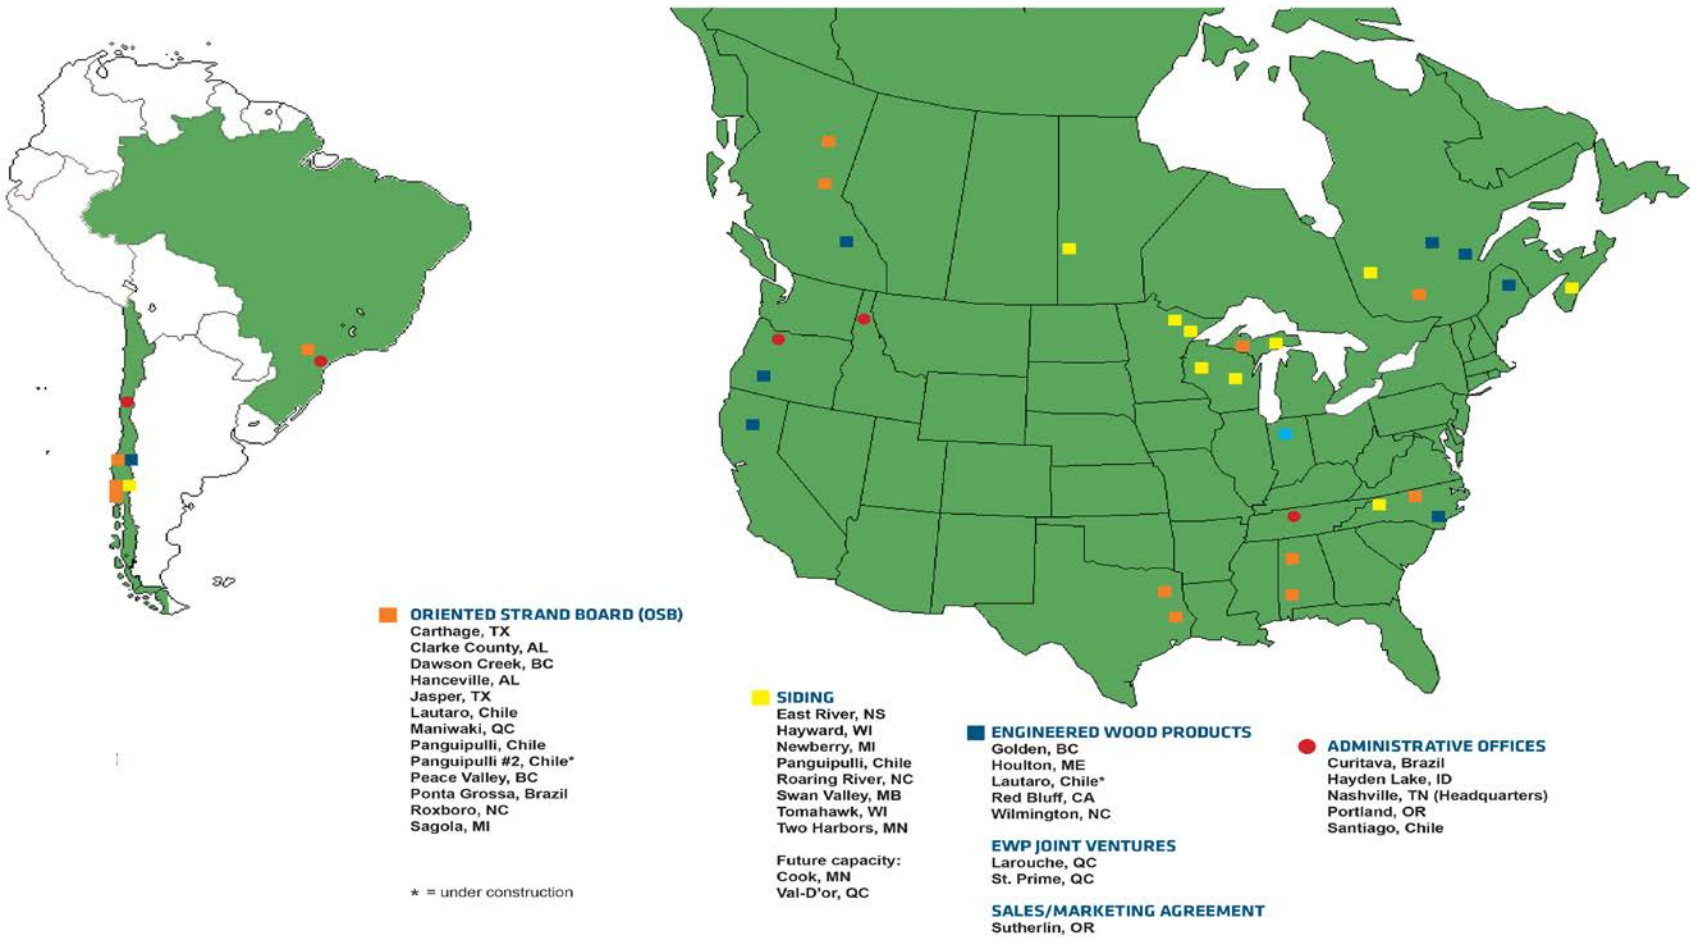 ORIENTED STRAND BOARD (OSB)
Carthage, TX
Clarke County, AL
Dawson Creek, BC
Hanceville, AL
Jasper, TX
Lautaro, Chile
Maniwaki, QC
Panguipulli, Chile
Panguipulli #2, Chile*
Peace Valley, BC
Ponta Grossa, Brazil
Roxboro, NC
Sagola, MI
* = under construction
SIDING
East River, NS
Hayward, WI
Newberry, MI
Panguipulli, Chile
Roaring River, NC
Swan Valley, MB
Tomahawk, WI
Two Harbors, MN
Future capacity:
Cook, MN
Val-D'or, QC
ENGINEERED WOOD PRODUCTS
Golden, BC
Houlton, ME
Lautaro, Chile*
Red Bluff, CA
Wilmington, NC
EWP JOINT VENTURES
Larouche, QC
St. Prime, QC
SALES/MARKETING AGREEMENT
Sutherlin, OR
ADMINISTRATIVE OFFICES
Curitava, Brazil
Hayden Lake, ID
Nashville, TN (Headquarters)
Portland, OR
Santiago, Chile